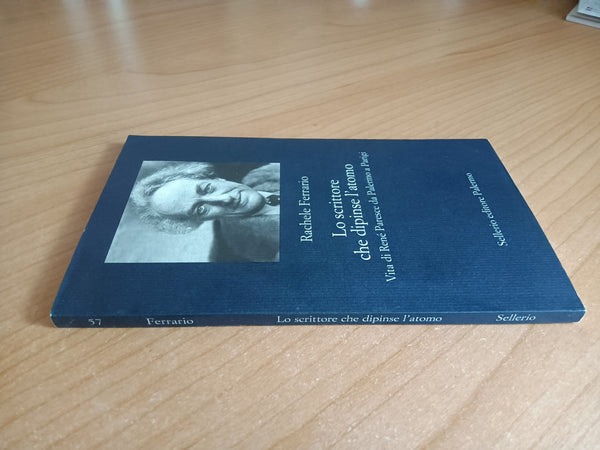 Rachele Ferrario
Lo scrittore
che dipinse l'atomo
Vita di René Paresce da Palermo a Parigi
Sellerio editore Palermo
57 Ferrario Lo scrittore che dipinse l'atomo Sellerio